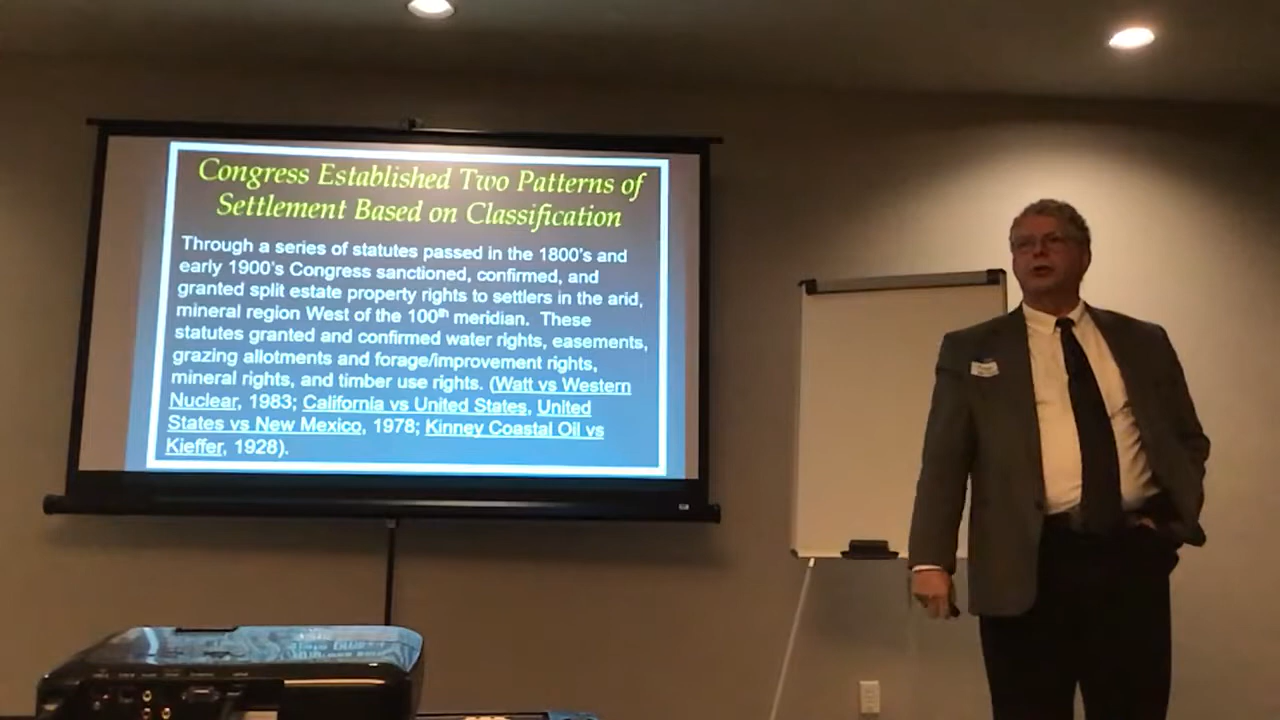 Congress Established Two Patterns of
Settlement Based on Classification
Through a series of statutes passed in the 1800's and
early 1900's Congress sanctioned, confirmed, and
granted split estate property rights to settlers in the arid,
mineral region West of the 100th meridian. These
statutes granted and confirmed water rights, easements,
grazing allotments and forage/improvement rights,
mineral rights, and timber use rights. (Watt vs Western
Nuclear, 1983; California vs United States, United
States vs New Mexico, 1978; Kinney Coastal Oil vs
Kieffer, 1928).